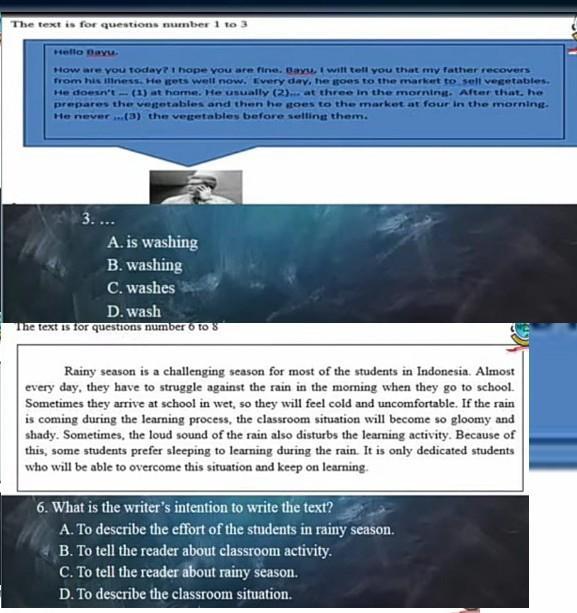 The text is for questions number 1 to 3
Hello Bayu.
How are you today? I hope you are fine. Bayu, I will tell you that my father recovers
from his illness. He gets well now. Every day, he goes to the market to sell vegetables.
He doesn't ... (1) at home. He usually (2)... at three in the morning. After that, he
prepares the vegetables and then he goes to the market at four in the morning.
He never ...(3) the vegetables before selling them.
3. ...
A. is washing
B. washing
C. washes
D. wash
The text is for questions number 6 to 8
Rainy season is a challenging season for most of the students in Indonesia. Almost
every day, they have to struggle against the rain in the morning when they go to school.
Sometimes they arrive at school in wet, so they will feel cold and uncomfortable. If the rain
is coming during the learning process, the classroom situation will become so gloomy and
shady. Sometimes, the loud sound of the rain also disturbs the learning activity. Because of
this, some students prefer sleeping to learning during the rain. It is only dedicated students
who will be able to overcome this situation and keep on learning.
6. What is the writer's intention to write the text?
A. To describe the effort of the students in rainy season.
B. To tell the reader about classroom activity.
C. To tell the reader about rainy season.
D. To describe the classroom situation.